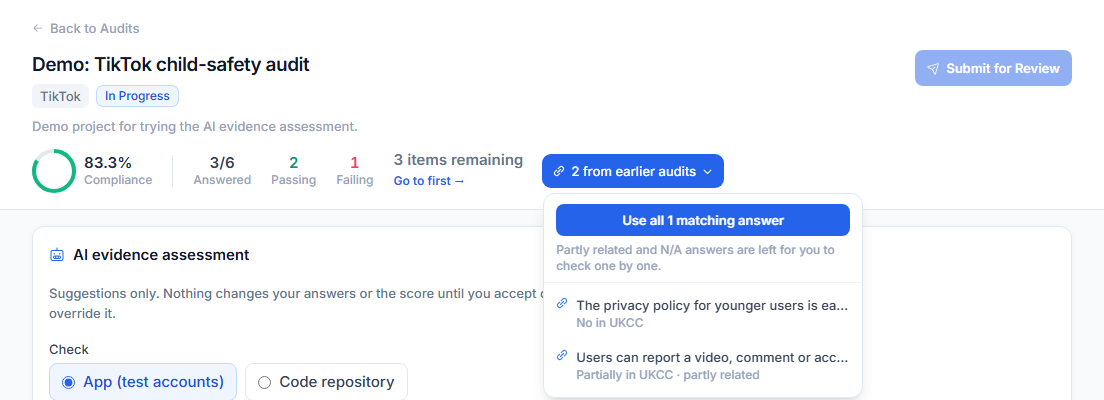 ← Back to Audits
Demo: TikTok child-safety audit
Submit for Review
TikTok
In Progress
Demo project for trying the AI evidence assessment.
83.3%
Compliance
3/6
Answered
2
Passing
1
Failing
3 items remaining
Go to first →
2 from earlier audits
Use all 1 matching answer
Partly related and N/A answers are left for you to
check one by one.
The privacy policy for younger users is ea...
No in UKCC
Users can report a video, comment or acc...
Partially in UKCC · partly related
AI evidence assessment
Suggestions only. Nothing changes your answers or the score until you accept
override it.
Check
App (test accounts)
Code repository